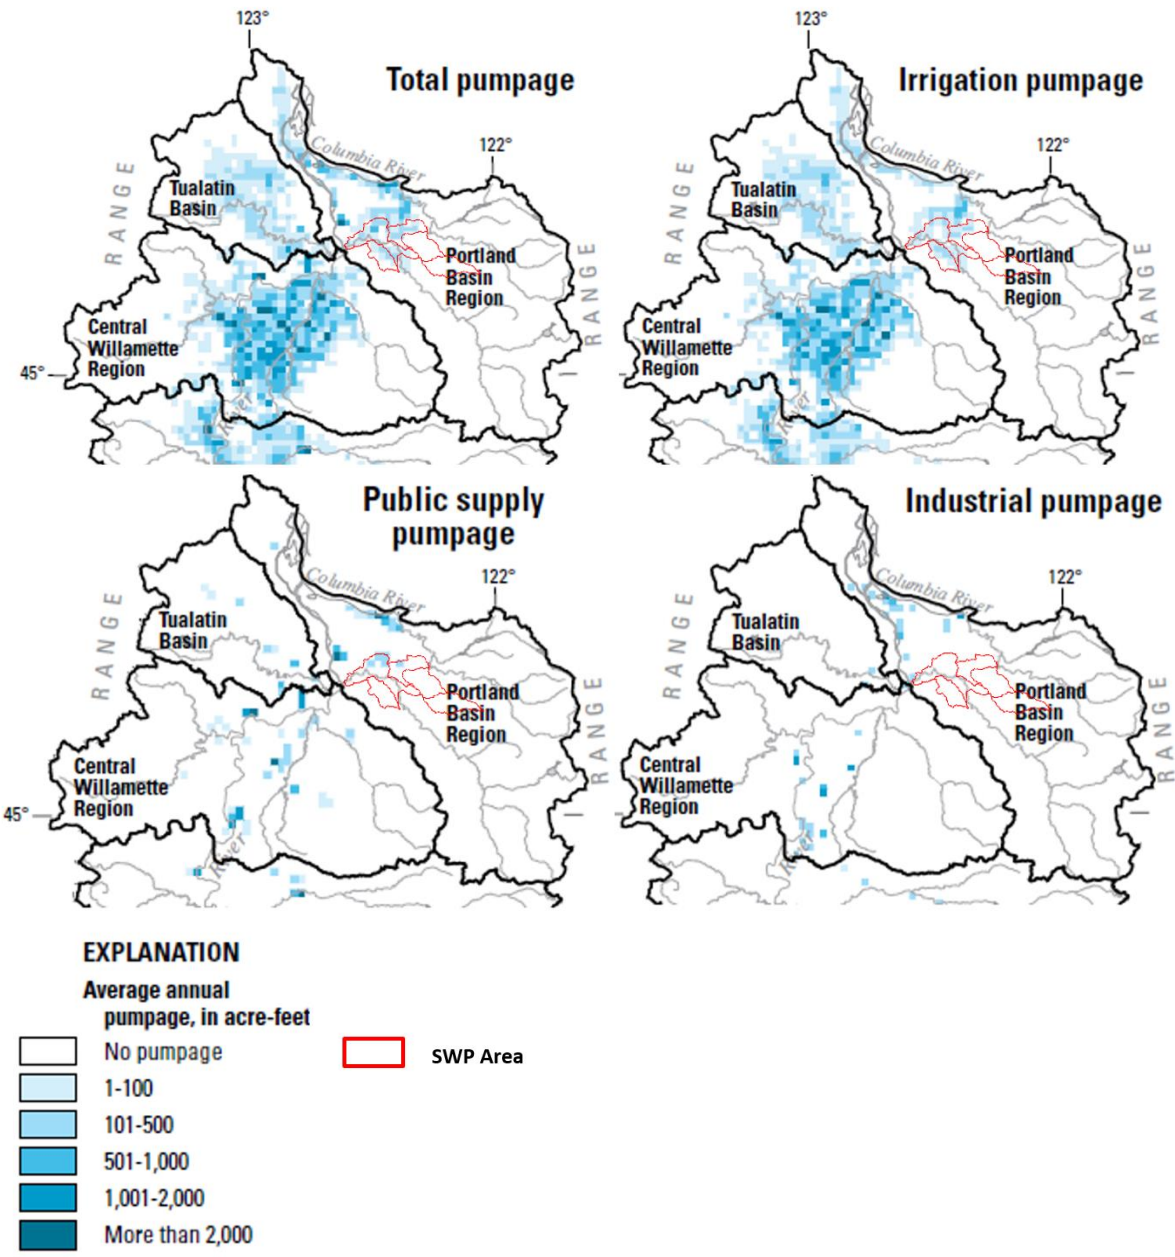 123°
Total pumpage
122°
Columbia River
RANGE
Tualatin
Basin
Portland
Basin
Region
RANGE
Central
Willamette
Region
45°
River
123°
Irrigation pumpage
122°
Columbia River
RANGE
Tualatin
Basin
Portland
Basin
Region
RANGE
Central
Willamette
Region
River
Public supply
pumpage
122°
Columbia River
RANGE
Tualatin
Basin
Portland
Basin
Region
RANGE
Central
Willamette
Region
45°
River
Industrial pumpage
122°
Columbia River
RANGE
Tualatin
Basin
Portland
Basin
Region
RANGE
Central
Willamette
Region
River
EXPLANATION
Average annual
pumpage, in acre-feet
No pumpage
SWP Area
1-100
101-500
501-1,000
1,001-2,000
More than 2,000